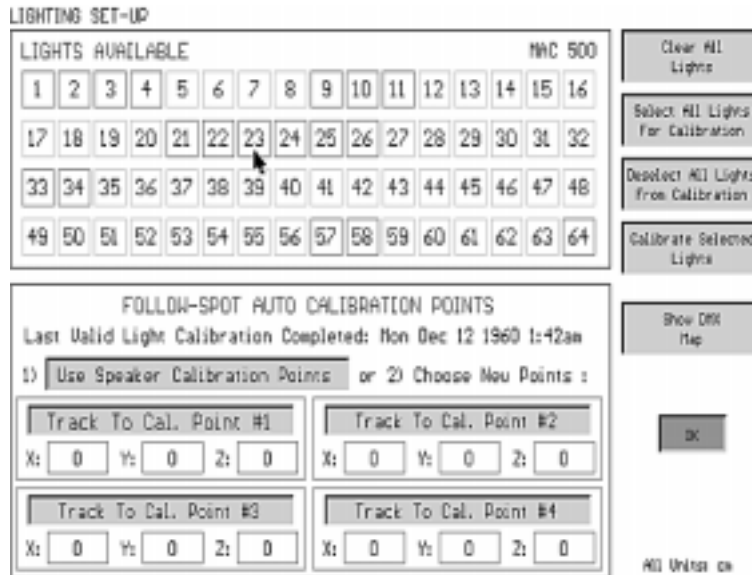 LIGHTING SET-UP
LIGHTS AVAILABLE MAC 500
1 2 3 4 5 6 7 8 9 10 11 12 13 14 15 16
17 18 19 20 21 22 23 24 25 26 27 28 29 30 31 32
33 34 35 36 37 38 39 40 41 42 43 44 45 46 47 48
49 50 51 52 53 54 55 56 57 58 59 60 61 62 63 64
Clear All
Lights
Select All Lights
For Calibration
Deselect All Lights
From Calibration
Calibrate Selected
Lights
Show DMX
Map
OK
All Units: cm
FOLLOW-SPOT AUTO CALIBRATION POINTS
Last Valid Light Calibration Completed: Mon Dec 12 1960 1:42am
1) Use Speaker Calibration Points or 2) Choose New Points :
Track To Cal. Point #1
X: 0 Y: 0 Z: 0
Track To Cal. Point #2
X: 0 Y: 0 Z: 0
Track To Cal. Point #3
X: 0 Y: 0 Z: 0
Track To Cal. Point #4
X: 0 Y: 0 Z: 0